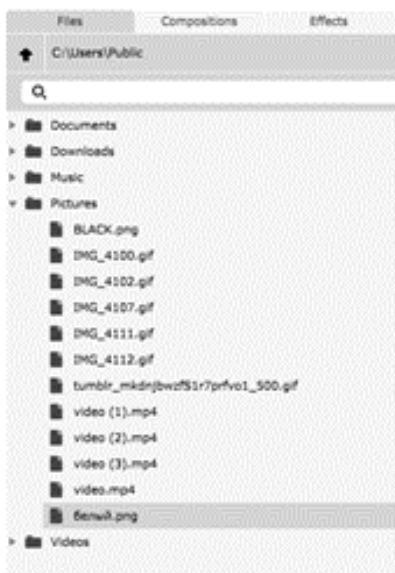 Files Compositions Effects
C:\Users\Public
Documents
Downloads
Music
Pictures
BLACK.png
IMG_4100.gif
IMG_4102.gif
IMG_4107.gif
IMG_4111.gif
IMG_4112.gif
video (1).mp4
video (2).mp4
video (3).mp4
video.mp4
белый.png
Videos